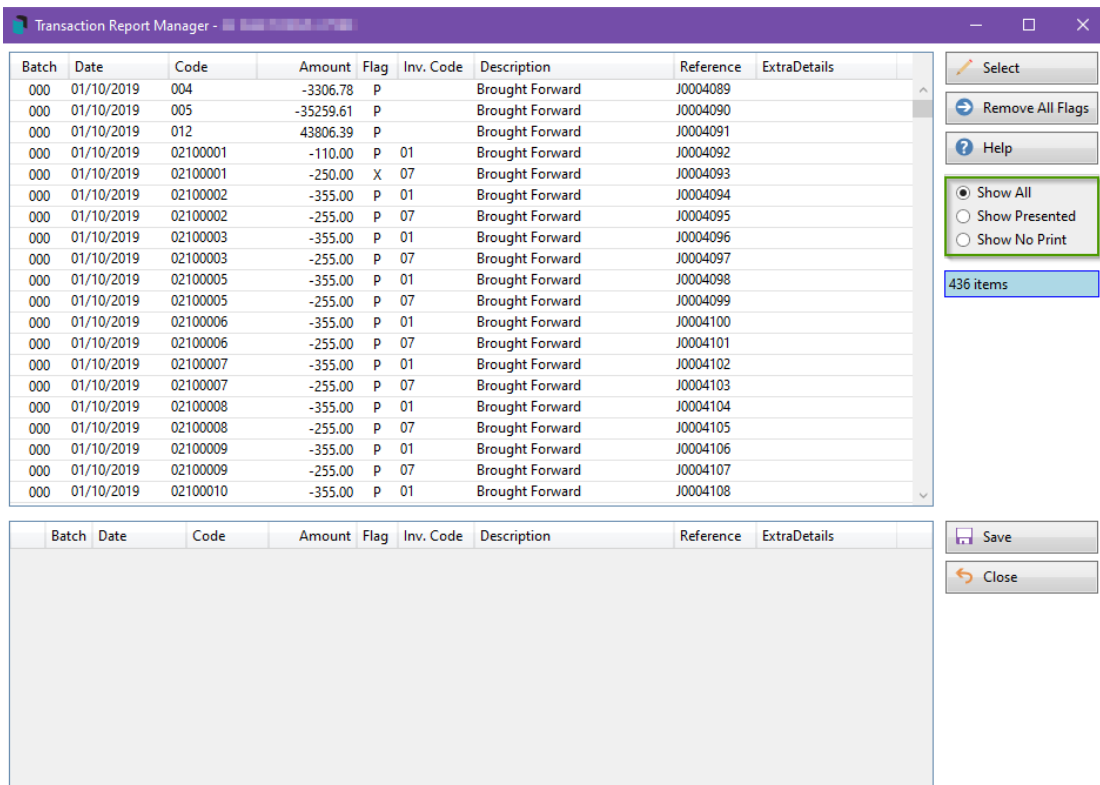 Transaction Report Manager -
Batch Date Code Amount Flag Inv. Code Description Reference ExtraDetails
000 01/10/2019 004 -3306.78 P Brought Forward J0004089
000 01/10/2019 005 -35259.61 P Brought Forward J0004090
000 01/10/2019 012 43806.39 P Brought Forward J0004091
000 01/10/2019 02100001 -110.00 P 01 Brought Forward J0004092
000 01/10/2019 02100001 -250.00 X 07 Brought Forward J0004093
000 01/10/2019 02100002 -355.00 P 01 Brought Forward J0004094
000 01/10/2019 02100002 -255.00 P 07 Brought Forward J0004095
000 01/10/2019 02100003 -355.00 P 01 Brought Forward J0004096
000 01/10/2019 02100003 -255.00 P 07 Brought Forward J0004097
000 01/10/2019 02100005 -355.00 P 01 Brought Forward J0004098
000 01/10/2019 02100005 -255.00 P 07 Brought Forward J0004099
000 01/10/2019 02100006 -355.00 P 01 Brought Forward J0004100
000 01/10/2019 02100006 -255.00 P 07 Brought Forward J0004101
000 01/10/2019 02100007 -355.00 P 01 Brought Forward J0004102
000 01/10/2019 02100007 -255.00 P 07 Brought Forward J0004103
000 01/10/2019 02100008 -355.00 P 01 Brought Forward J0004104
000 01/10/2019 02100008 -255.00 P 07 Brought Forward J0004105
000 01/10/2019 02100009 -355.00 P 01 Brought Forward J0004106
000 01/10/2019 02100009 -255.00 P 07 Brought Forward J0004107
000 01/10/2019 02100010 -355.00 P 01 Brought Forward J0004108
Select
Remove All Flags
Help
Show All
Show Presented
Show No Print
436 items
Batch Date Code Amount Flag Inv. Code Description Reference ExtraDetails
Save
Close